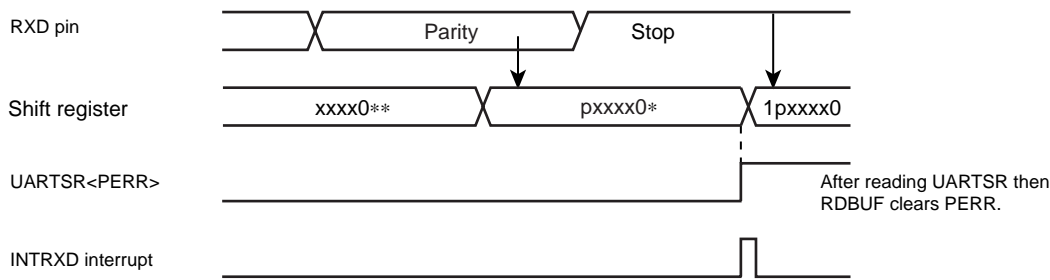 RXD pin
Parity
Stop
Shift register
xxxx0**
pxxxx0*
1pxxxx0
UARTSR<PERR>
After reading UARTSR then
RDBUF clears PERR.
INTRXD interrupt